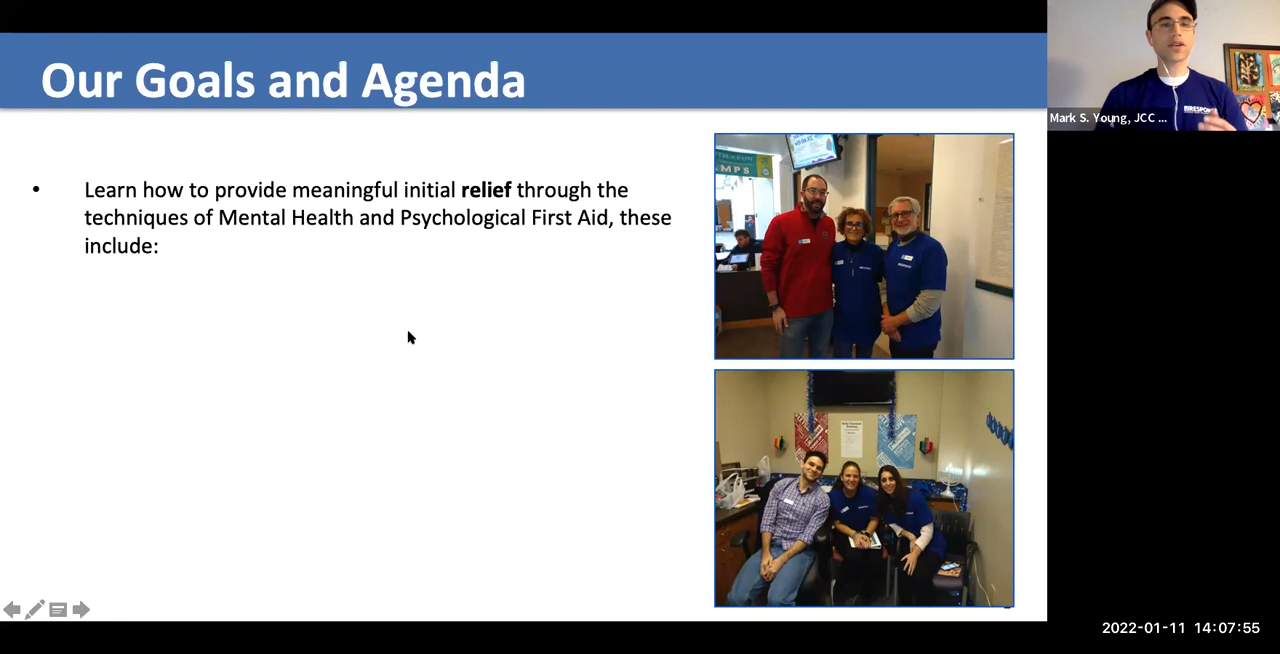 Our Goals and Agenda
Mark S. Young, JCC ...
• Learn how to provide meaningful initial relief through the
techniques of Mental Health and Psychological First Aid, these
include:
2022-01-11 14:07:55